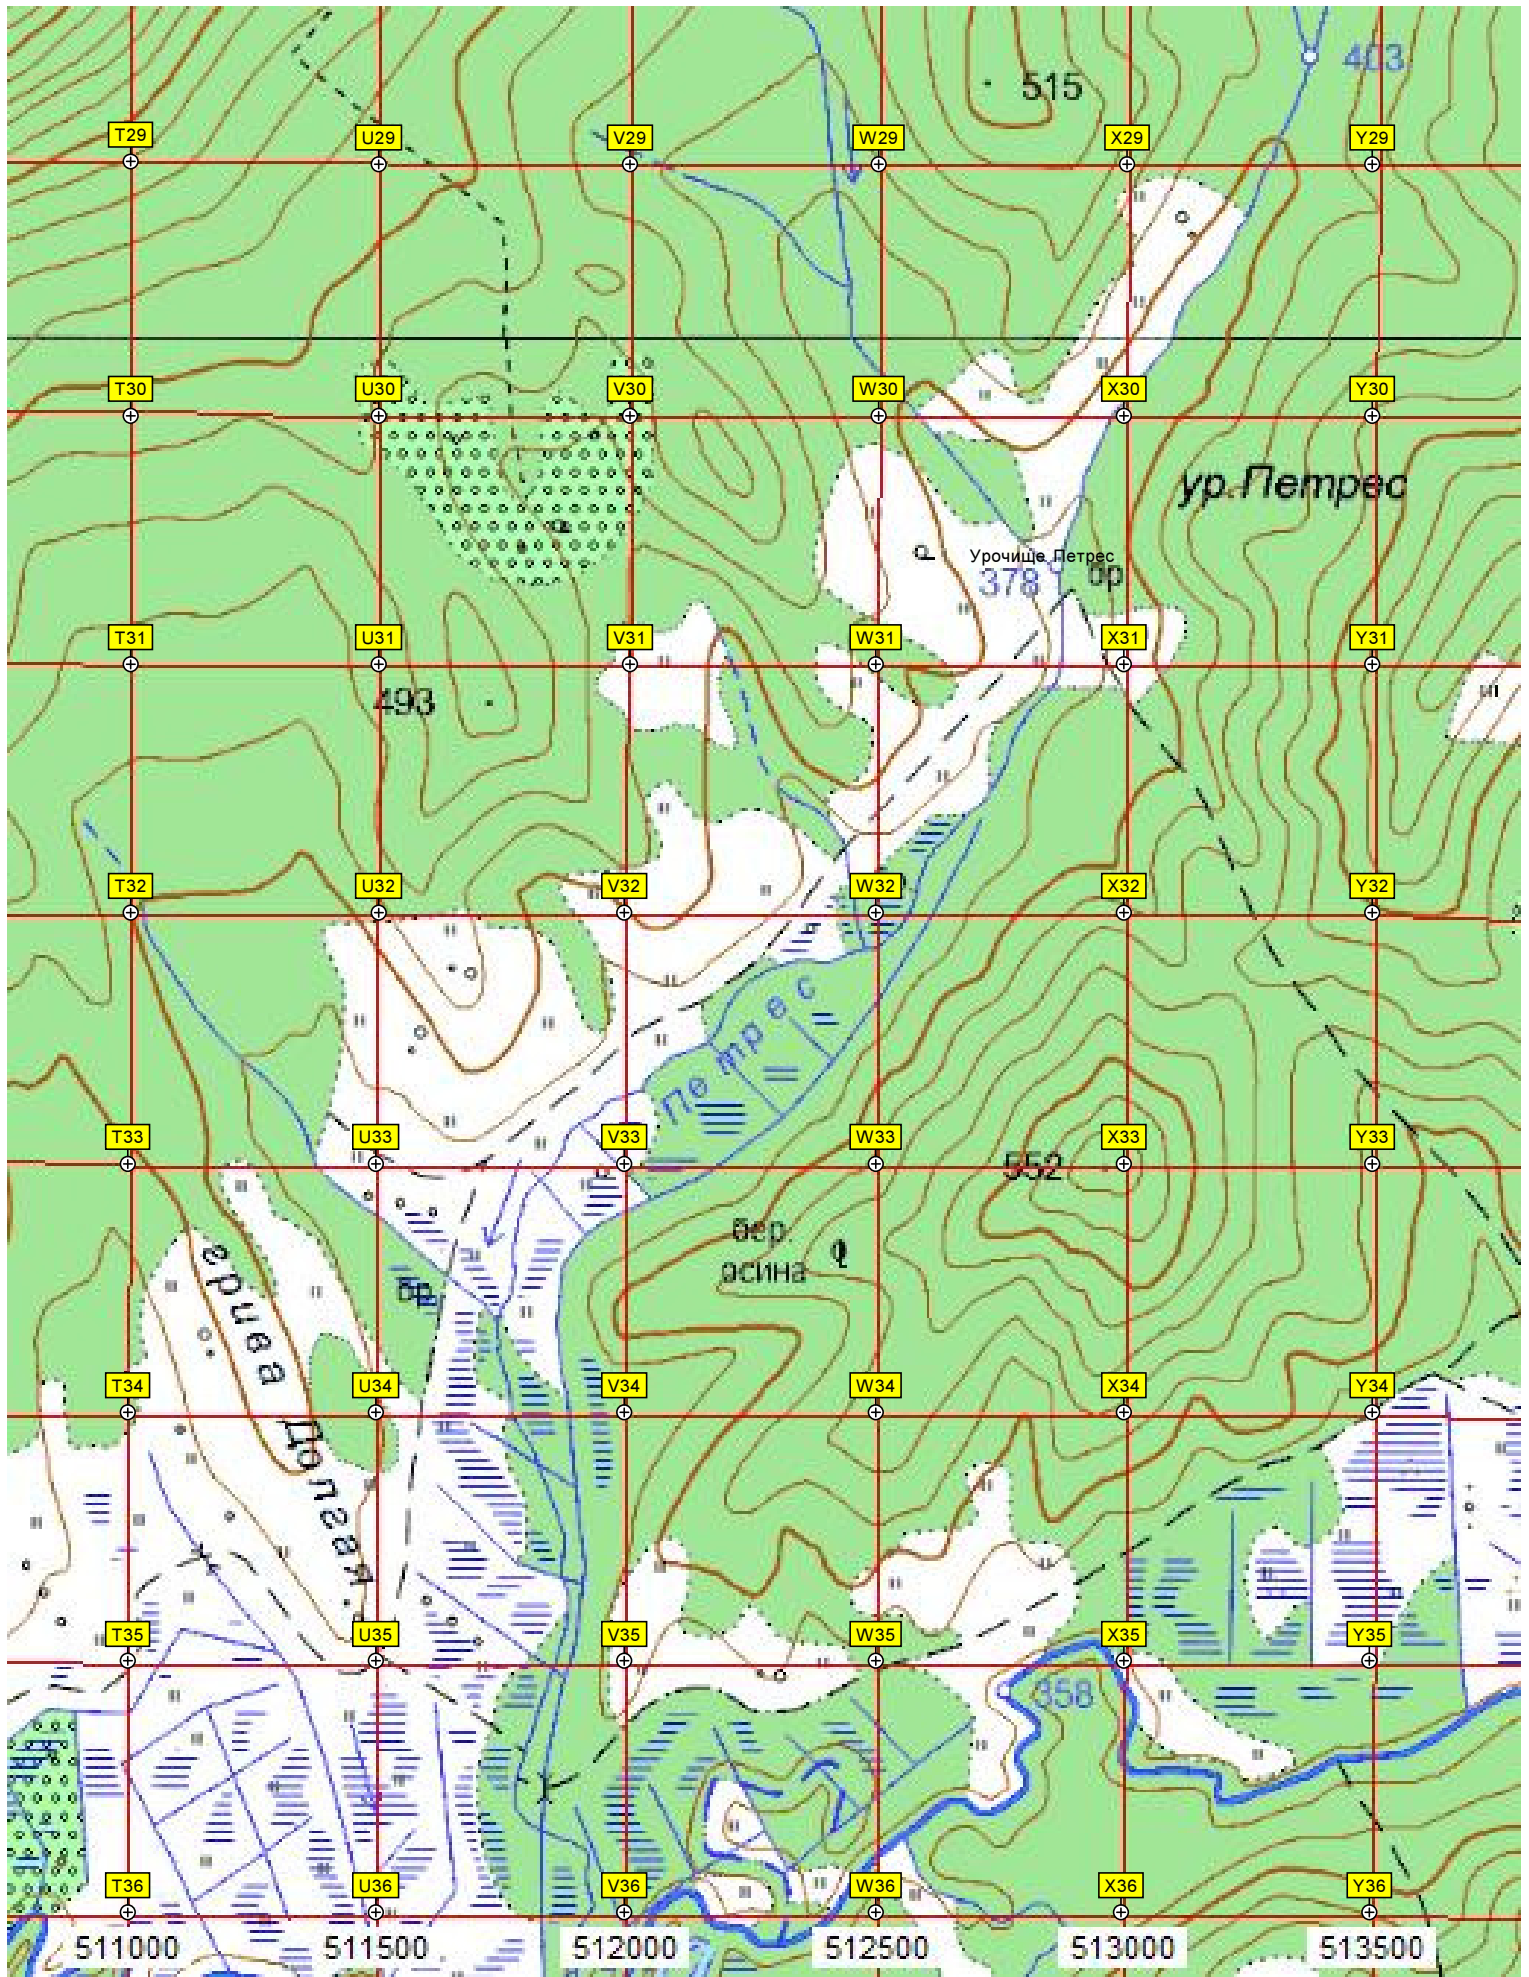 403
515
T29 U29 V29 W29 X29 Y29
T30 U30 V30 W30 X30 Y30
ур.Петрес
Урочище Петрес
378
бр
T31 U31 V31 W31 X31 Y31
493
T32 U32 V32 W32 X32 Y32
Петрес
T33 U33 V33 W33 X33 Y33
552
бер.
осина
грива Долгая
бр.
T34 U34 V34 W34 X34 Y34
T35 U35 V35 W35 X35 Y35
358
T36 U36 V36 W36 X36 Y36
511000 511500 512000 512500 513000 513500